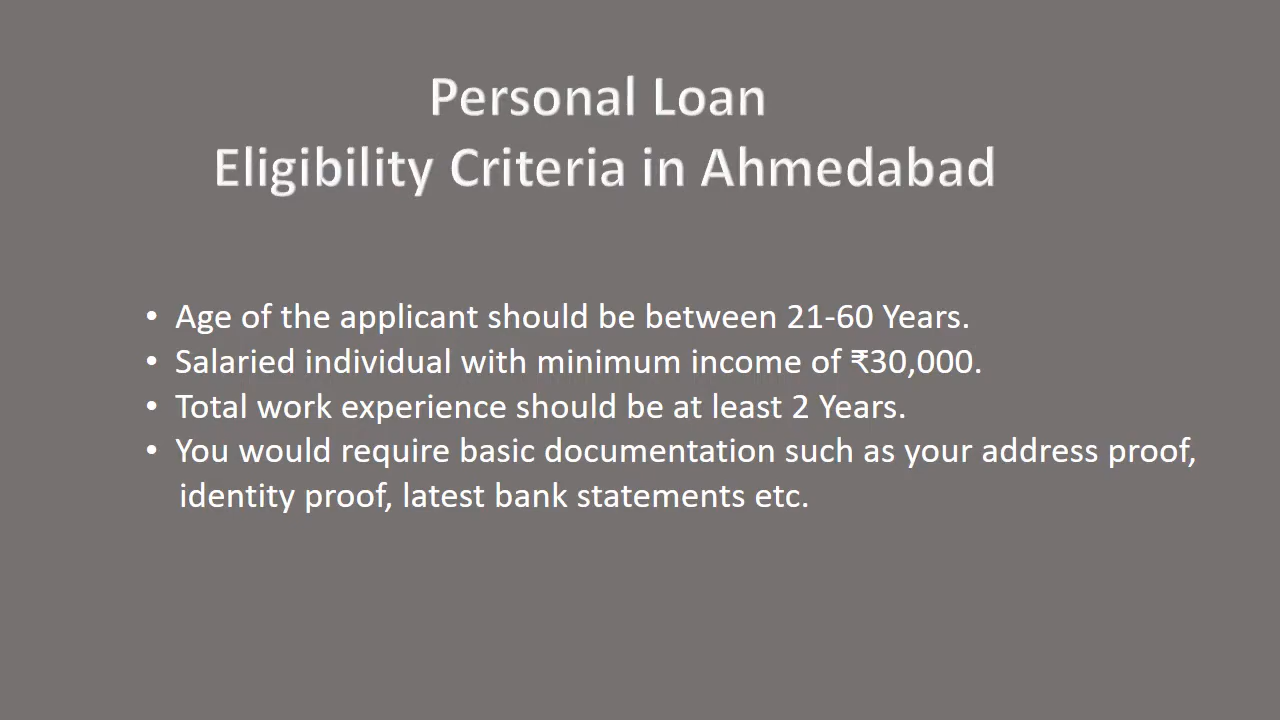 Personal Loan
Eligibility Criteria in Ahmedabad
• Age of the applicant should be between 21-60 Years.
• Salaried individual with minimum income of ₹30,000.
• Total work experience should be at least 2 Years.
• You would require basic documentation such as your address proof,
identity proof, latest bank statements etc.